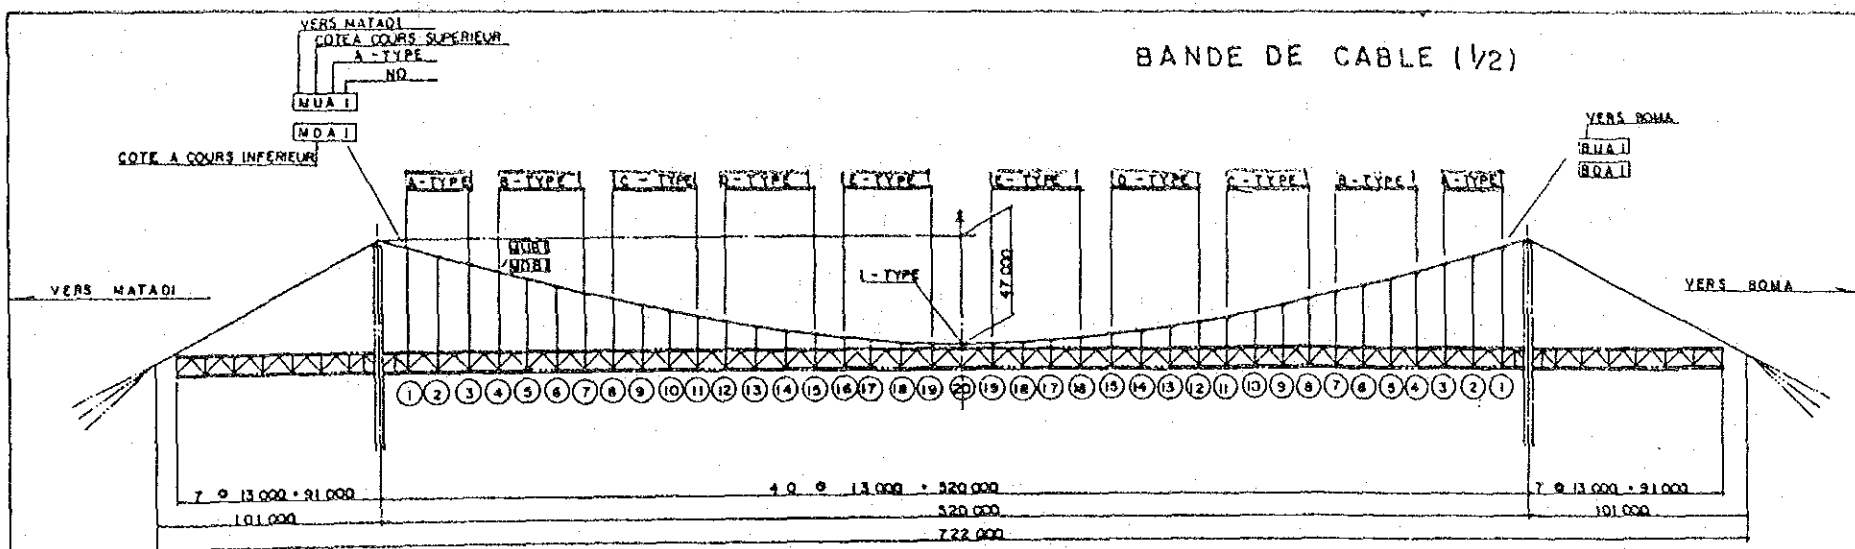 BANDE DE CABLE (1/2)
VERS MATADI
COTEA COURS SUPERIEUR
A - TYPE
NO
MUA 1
MDA 1
COTE A COURS INFERIEUR
VERS BOMA
BUA 1
BDA 1
A-TYPE B-TYPE C-TYPE D-TYPE E-TYPE E-TYPE D-TYPE C-TYPE B-TYPE A-TYPE
MUB 1
MDB 1
L-TYPE
47 000
VERS MATADI
VERS BOMA
1 2 3 4 5 6 7 8 9 10 11 12 13 14 15 16 17 18 19 20 19 18 17 16 15 14 13 12 11 10 9 8 7 6 5 4 3 2 1
7 @ 13 000 = 91 000
40 @ 13 000 = 520 000
7 @ 13 000 = 91 000
101 000
520 000
101 000
722 000